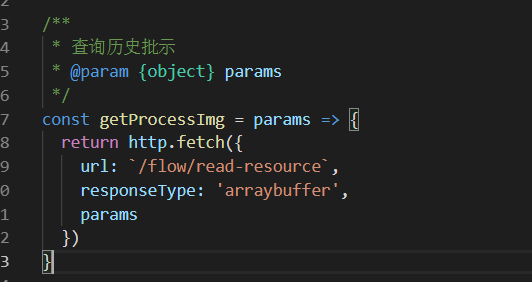 2
3 /**
4 * 查询历史批示
5 * @param {object} params
6 */
7 const getProcessImg = params => {
8 return http.fetch({
9 url: `/flow/read-resource`,
0 responseType: 'arraybuffer',
1 params
2 })
3 }